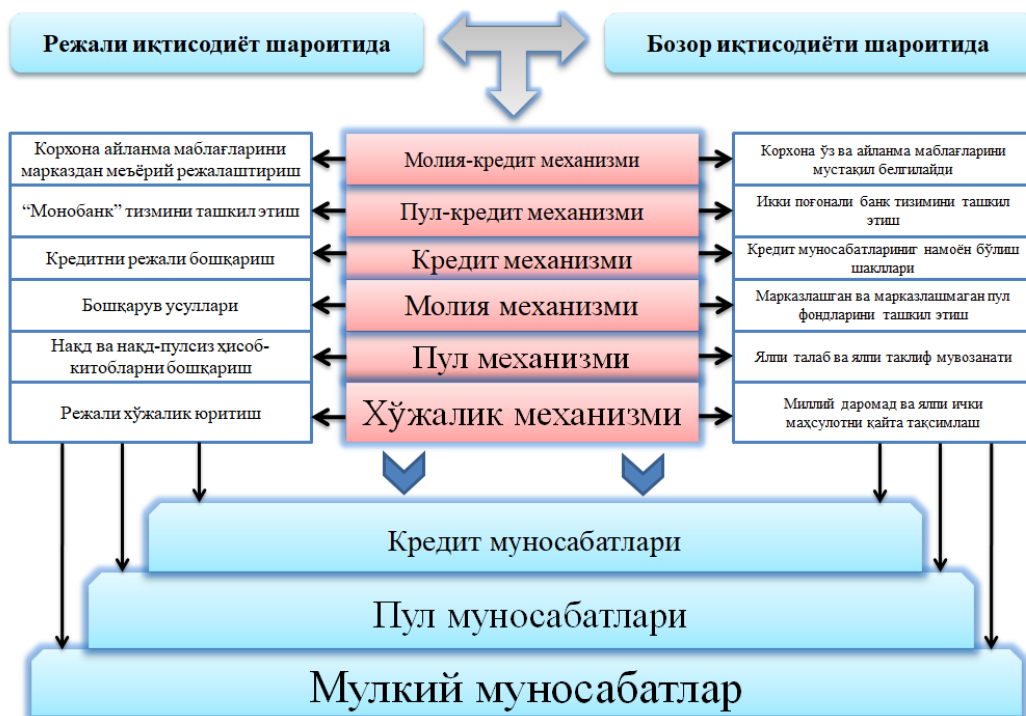 Режали иқтисодиёт шароитида
Бозор иқтисодиёти шароитида
Корхона айланма маблағларини
марказдан меъёрий режалаштириш
Молия-кредит механизми
Корхона ўз ва айланма маблағларини
мустақил белгилайди
“Монобанк” тизмини ташкил этиш
Пул-кредит механизми
Икки поғонали банк тизимини ташкил
этиш
Кредитни режали бошқариш
Кредит механизми
Кредит муносабатларининг намоён бўлиш
шакллари
Бошқарув усуллари
Молия механизми
Марказлашган ва марказлашмаган пул
фондларини ташкил этиш
Нақд ва нақд-пулсиз ҳисоб-
китобларни бошқариш
Пул механизми
Ялпи талаб ва ялпи таклиф мувозанати
Режали хўжалик юритиш
Хўжалик механизми
Миллий даромад ва ялпи ички
маҳсулотни қайта тақсимлаш
Кредит муносабатлари
Пул муносабатлари
Мулкий муносабатлар